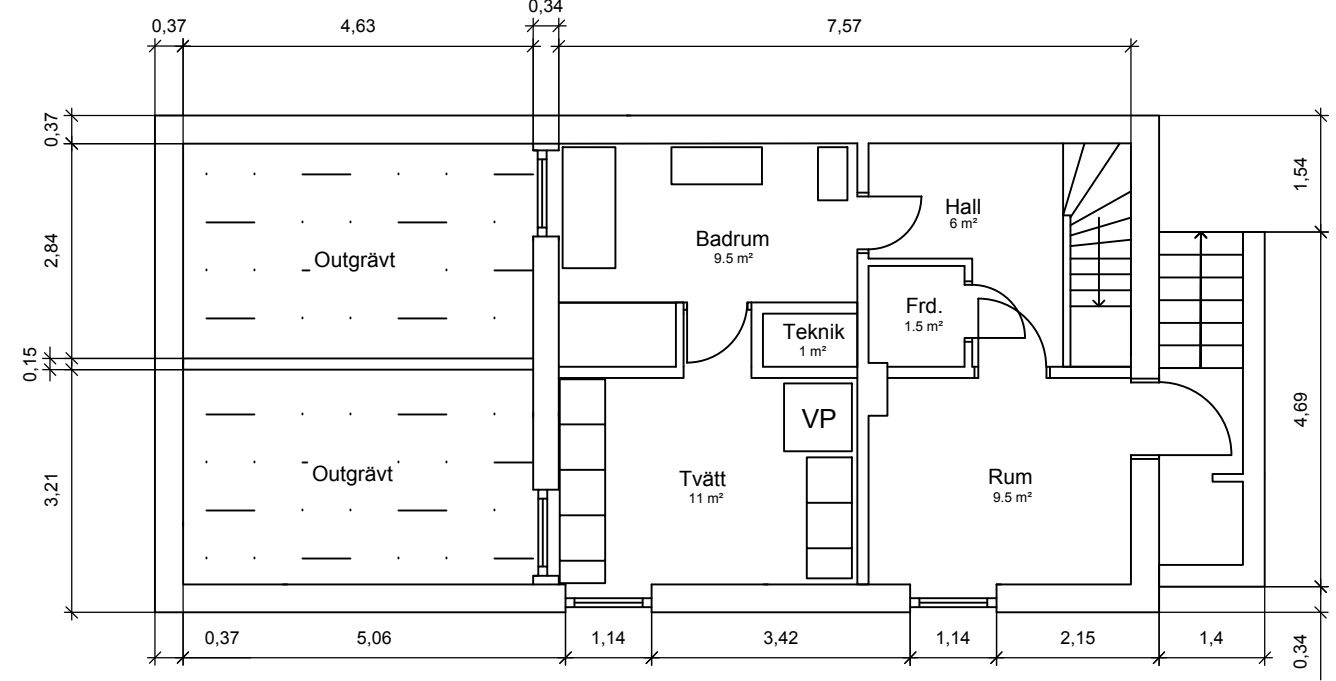 0,34
0,37
4,63
7,57
0,37
1,54
Hall
6 m²
Badrum
9.5 m²
2,84
Outgrävt
Frd.
1.5 m²
Teknik
1 m²
0,15
VP
4,69
Outgrävt
Tvätt
11 m²
Rum
9.5 m²
3,21
0,37
5,06
1,14
3,42
1,14
2,15
1,4
0,34